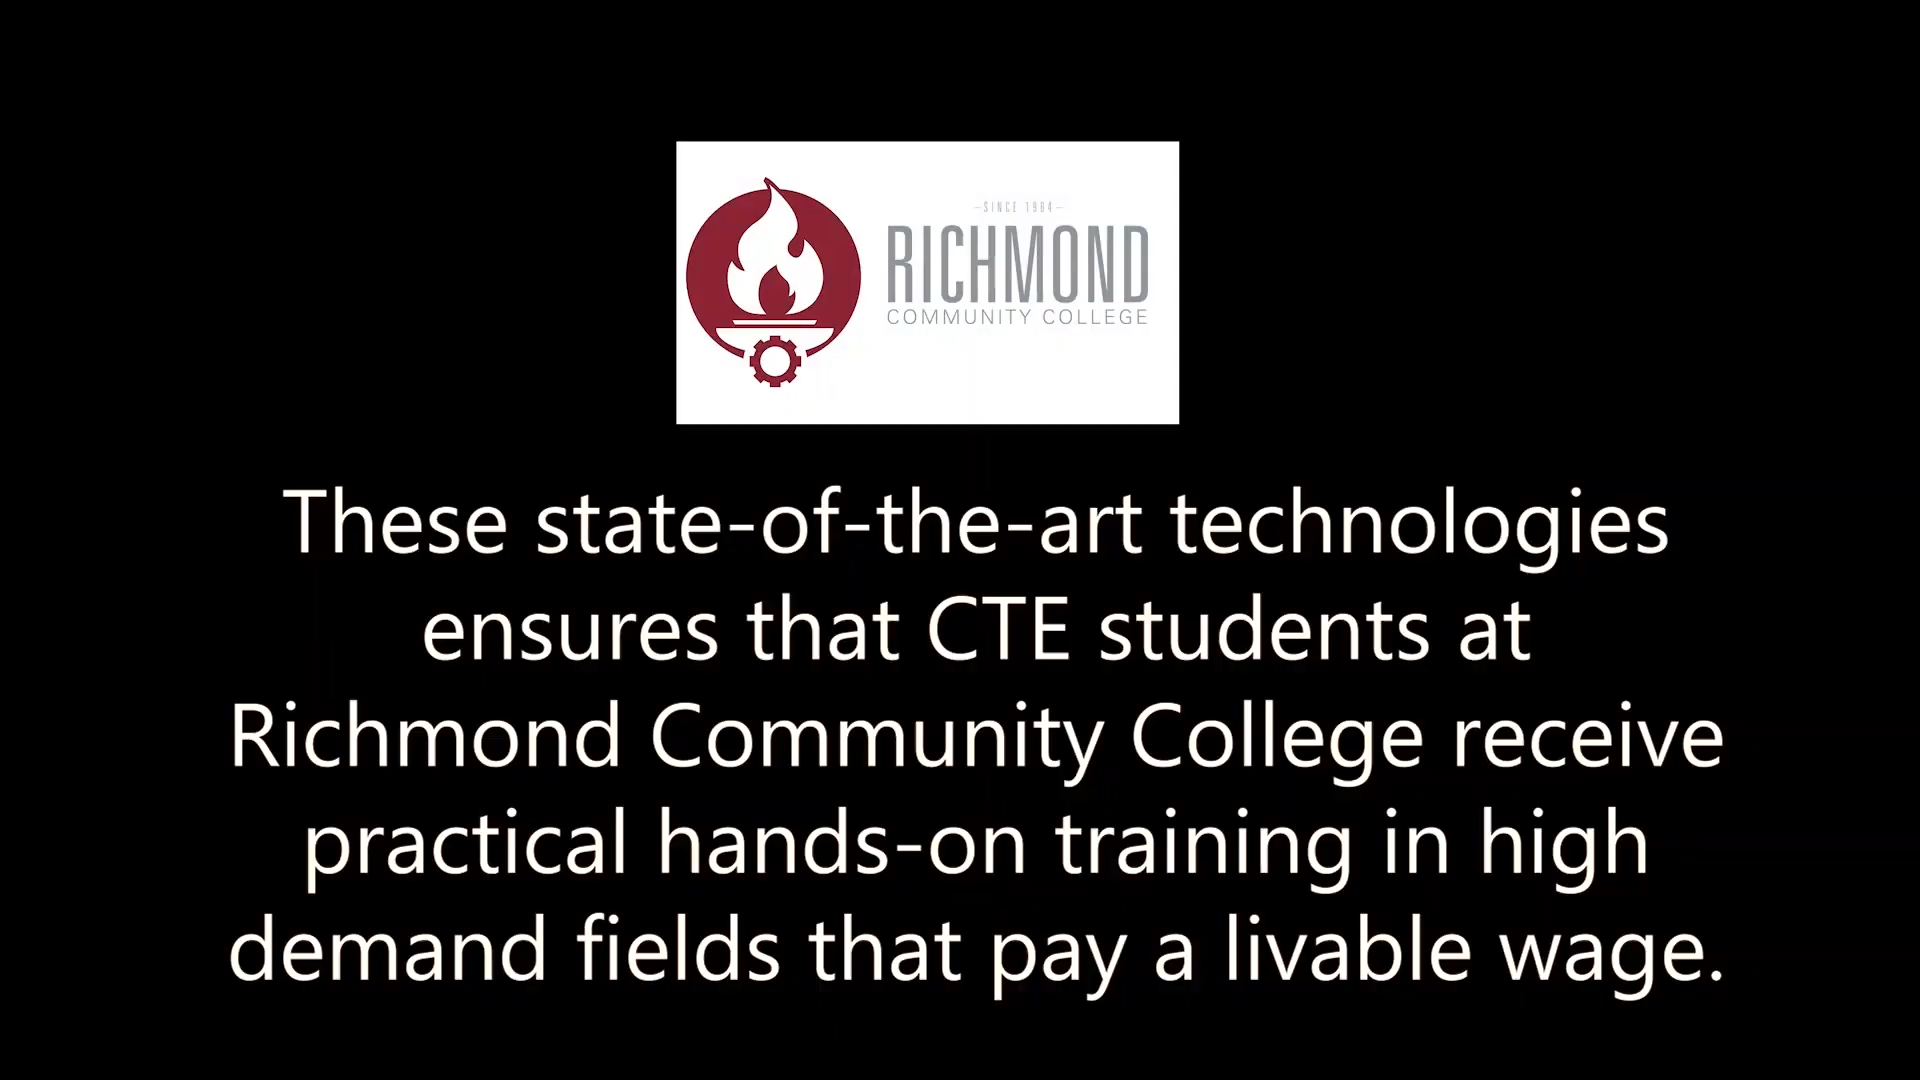 —SINCE 1964—
RICHMOND
COMMUNITY COLLEGE
These state-of-the-art technologies
ensures that CTE students at
Richmond Community College receive
practical hands-on training in high
demand fields that pay a livable wage.